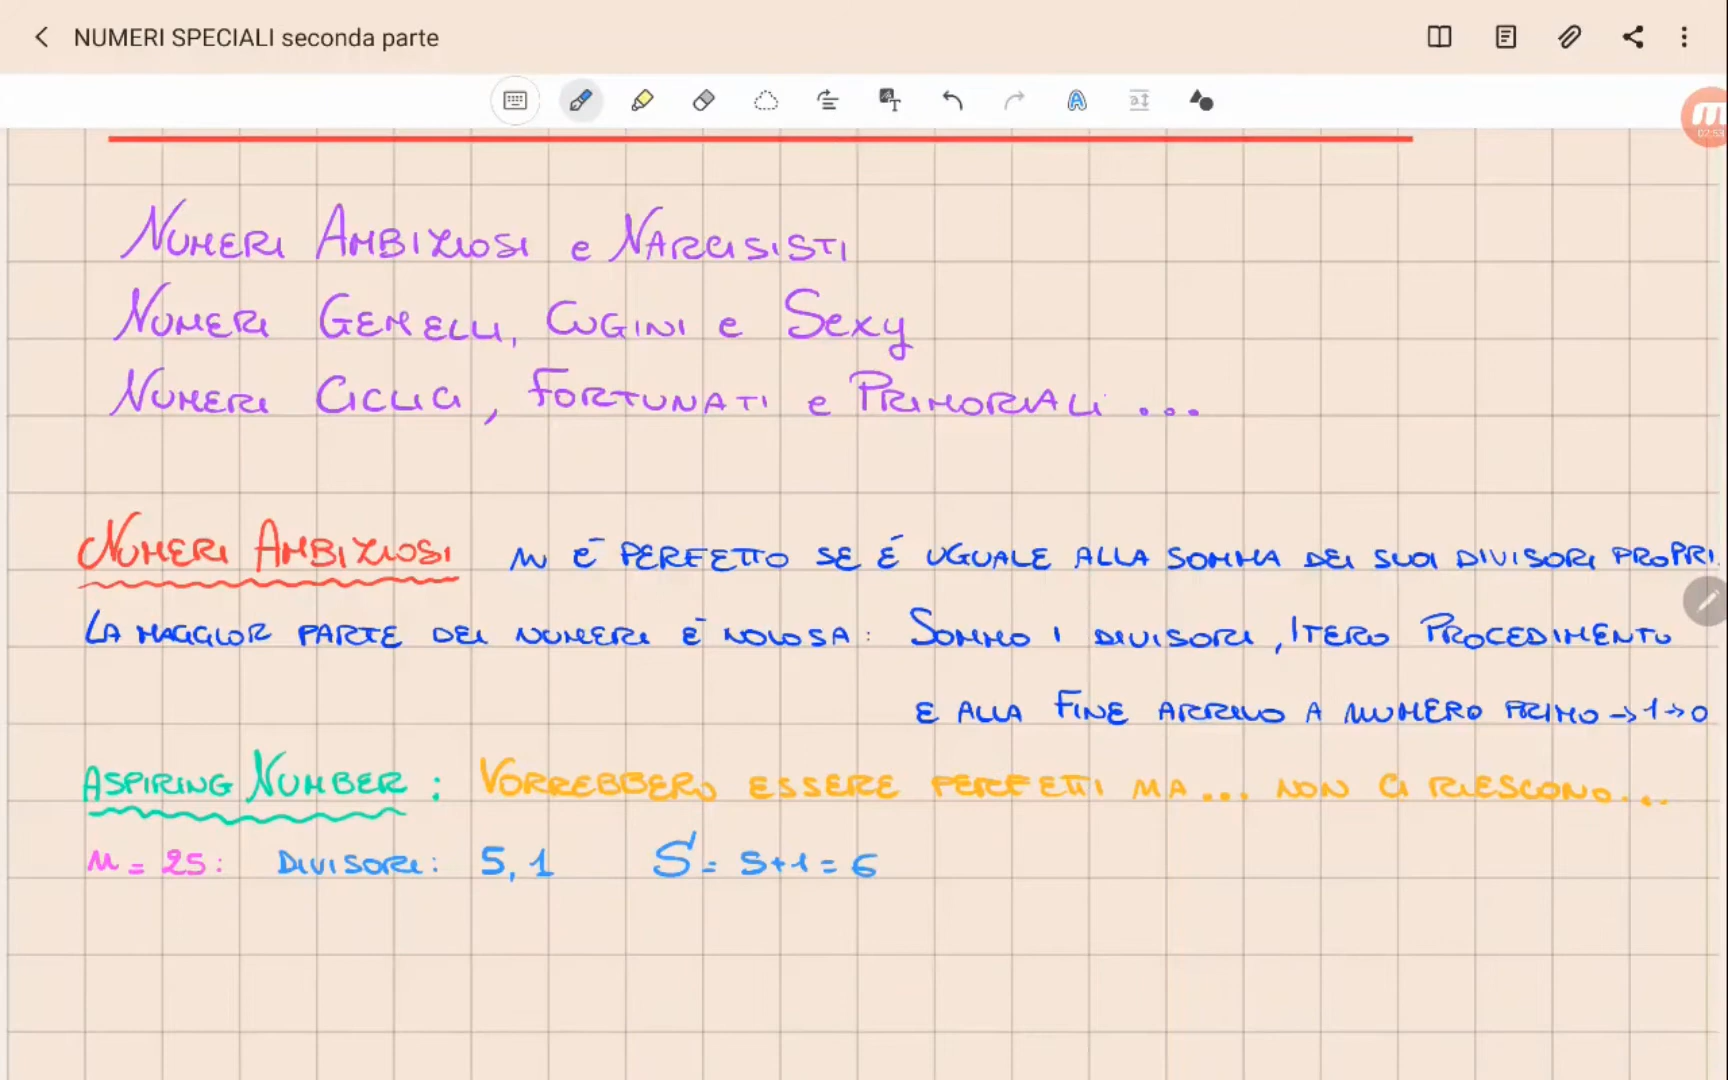 NUMERI SPECIALI seconda parte
02:53
NUMERI AMBIZIOSI e NARCISISTI
NUMERI GEMELLI, CUGINI e Sexy
NUMERI CICLICI, FORTUNATI e PRIMORIALI ...
NUMERI AMBIZIOSI n È PERFETTO SE È UGUALE ALLA SOMMA DEI SUOI DIVISORI PROPRI.
LA MAGGIOR PARTE DEI NUMERI È NOIOSA: SOMMO I DIVISORI, ITERO PROCEDIMENTO
E ALLA FINE ARRIVO A NUMERO PRIMO → 1 → 0
ASPIRING NUMBER: VORREBBERO ESSERE PERFETTI MA... NON CI RIESCONO...
n = 25: DIVISORI: 5, 1 S = 5+1 = 6